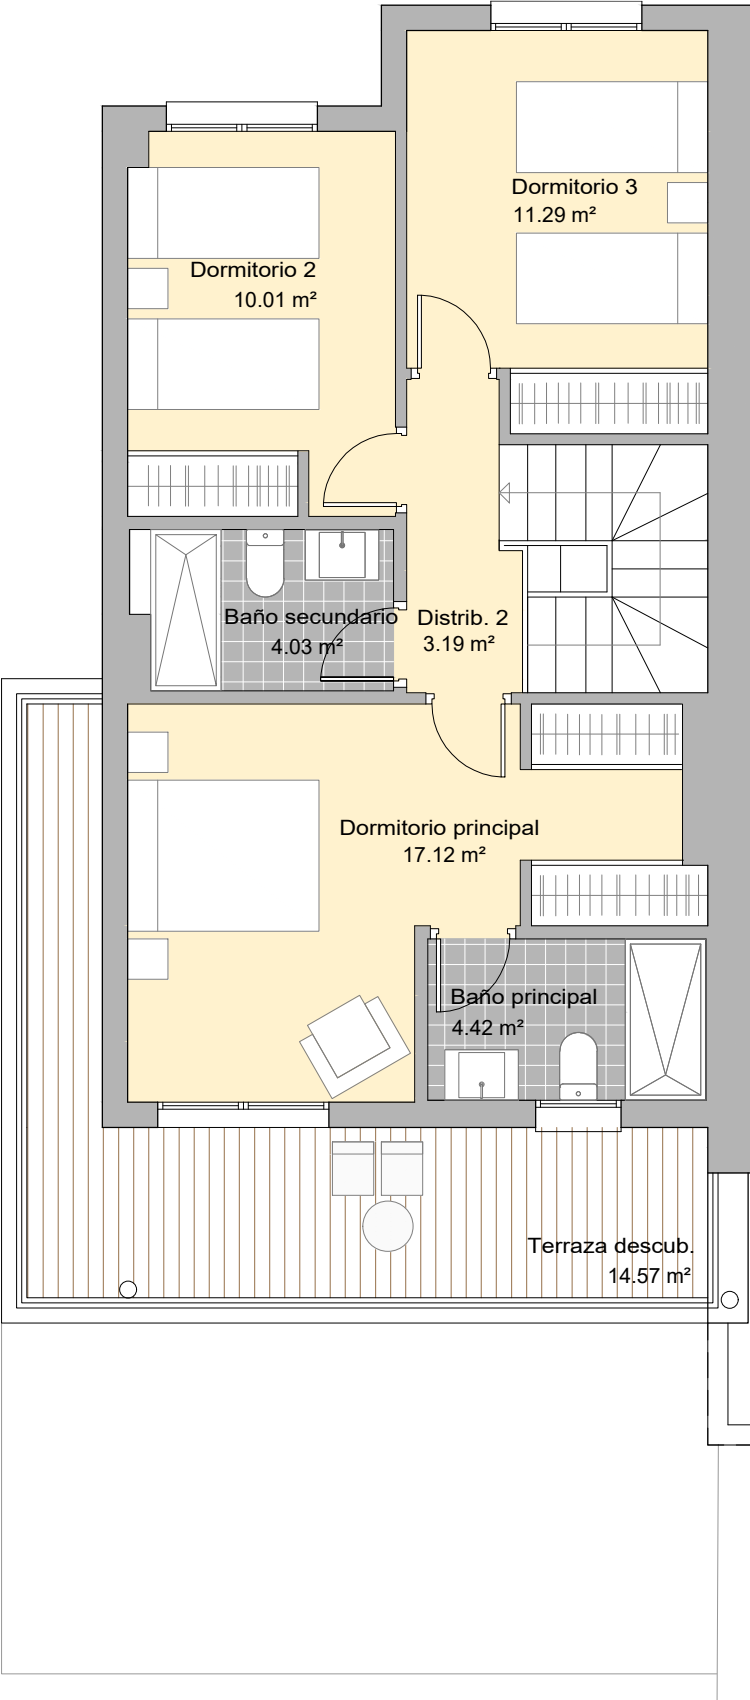 Dormitorio 3
11.29 m²
Dormitorio 2
10.01 m²
Baño secundario
4.03 m²
Distrib. 2
3.19 m²
Dormitorio principal
17.12 m²
Baño principal
4.42 m²
Terraza descub.
14.57 m²